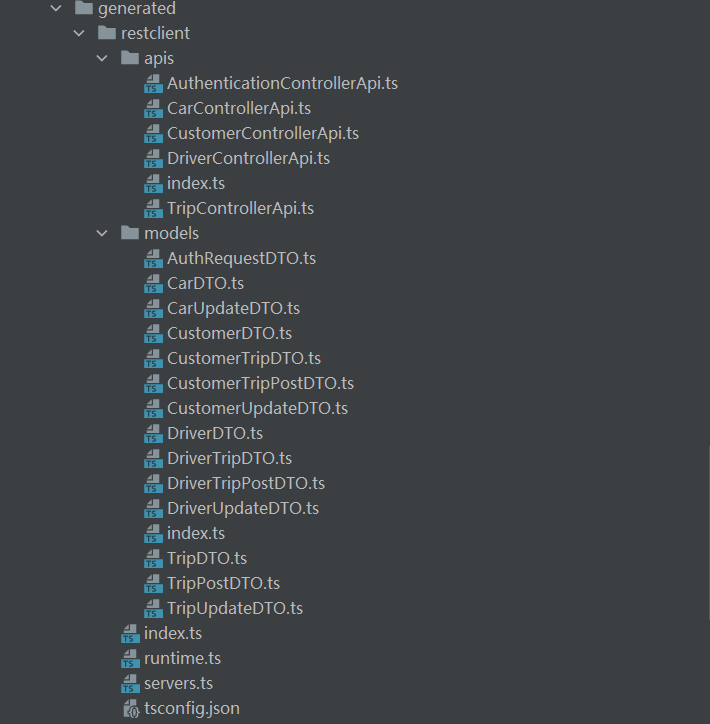 generated
restclient
apis
AuthenticationControllerApi.ts
CarControllerApi.ts
CustomerControllerApi.ts
DriverControllerApi.ts
index.ts
TripControllerApi.ts
models
AuthRequestDTO.ts
CarDTO.ts
CarUpdateDTO.ts
CustomerDTO.ts
CustomerTripDTO.ts
CustomerTripPostDTO.ts
CustomerUpdateDTO.ts
DriverDTO.ts
DriverTripDTO.ts
DriverTripPostDTO.ts
DriverUpdateDTO.ts
index.ts
TripDTO.ts
TripPostDTO.ts
TripUpdateDTO.ts
index.ts
runtime.ts
servers.ts
tsconfig.json